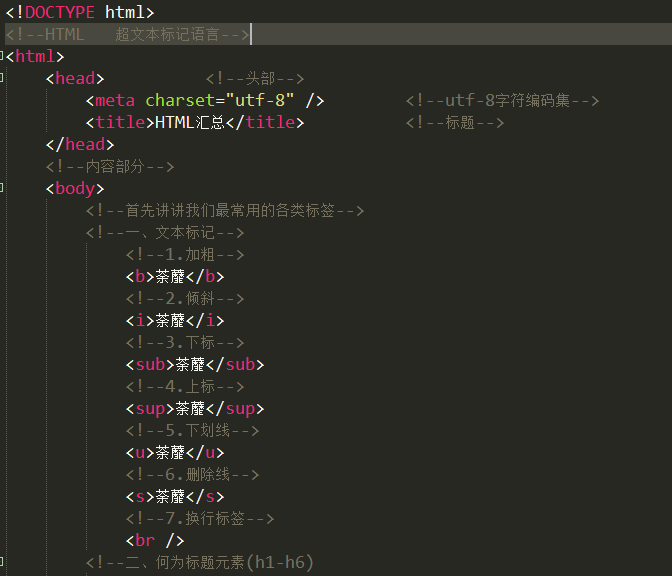 <!DOCTYPE html>
<!--HTML   超文本标记语言-->
<html>
    <head>          <!--头部-->
        <meta charset="utf-8" />        <!--utf-8字符编码集-->
        <title>HTML汇总</title>          <!--标题-->
    </head>
    <!--内容部分-->
    <body>
        <!--首先讲讲我们最常用的各类标签-->
        <!--一、文本标记-->
            <!--1.加粗-->
            <b>荼蘼</b>
            <!--2.倾斜-->
            <i>荼蘼</i>
            <!--3.下标-->
            <sub>荼蘼</sub>
            <!--4.上标-->
            <sup>荼蘼</sup>
            <!--5.下划线-->
            <u>荼蘼</u>
            <!--6.删除线-->
            <s>荼蘼</s>
            <!--7.换行标签-->
            <br />
        <!--二、何为标题元素(h1-h6)